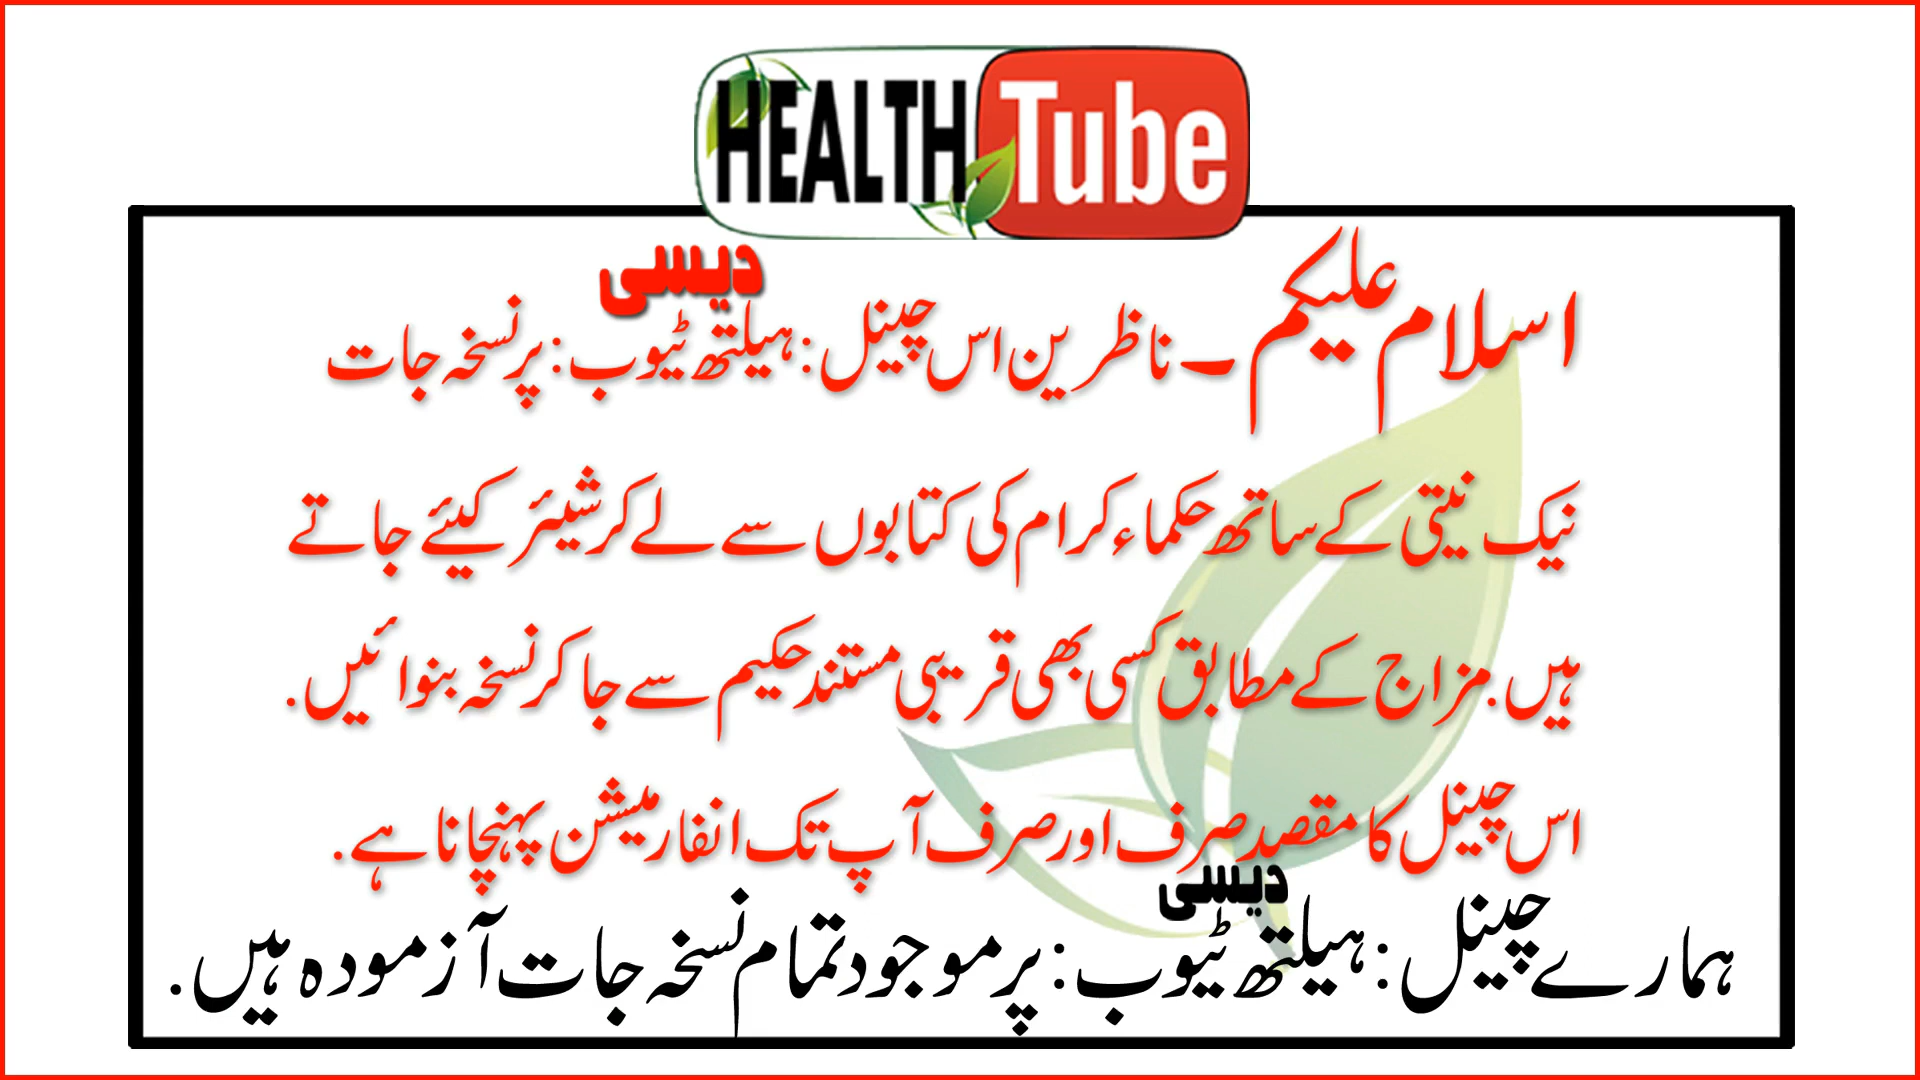 HEALTH Tube
اسلام علیکم ۔ ناظرین اس چینل : دیسی ہیلتھ ٹیوب : پر نسخہ جات
نیک نیتی کے ساتھ حکماء کرام کی کتابوں سے لے کر شیئر کیئے جاتے
ہیں . مزاج کے مطابق کسی بھی قریبی مستند حکیم سے جا کر نسخہ بنوائیں .
اس چینل کا مقصد صرف اور صرف آپ تک انفارمیشن پہنچانا ہے .
ہمارے چینل : دیسی ہیلتھ ٹیوب : پر موجود تمام نسخہ جات آزمودہ ہیں .